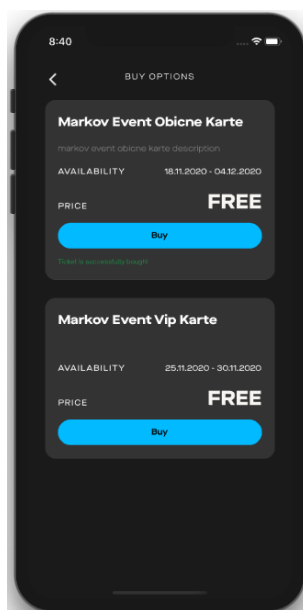 8:40
BUY OPTIONS
Markov Event Obicne Karte
markov event obicne karte description
AVAILABILITY 18.11.2020 - 04.12.2020
PRICE FREE
Buy
Ticket is successfully bought
Markov Event Vip Karte
AVAILABILITY 25.11.2020 - 30.11.2020
PRICE FREE
Buy